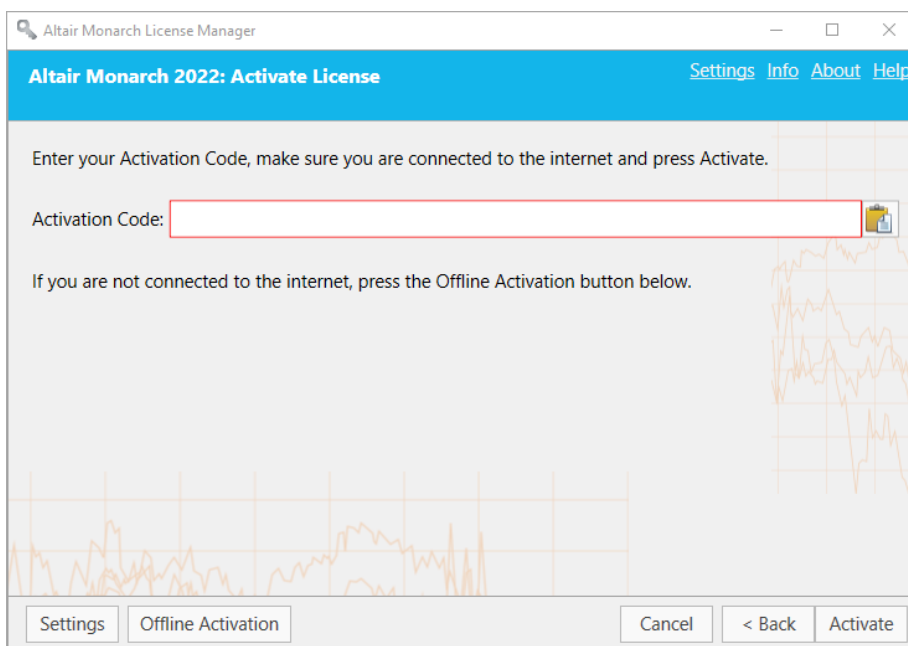 Altair Monarch License Manager
Altair Monarch 2022: Activate License
Settings Info About Help
Enter your Activation Code, make sure you are connected to the internet and press Activate.
Activation Code:
If you are not connected to the internet, press the Offline Activation button below.
Settings Offline Activation Cancel < Back Activate